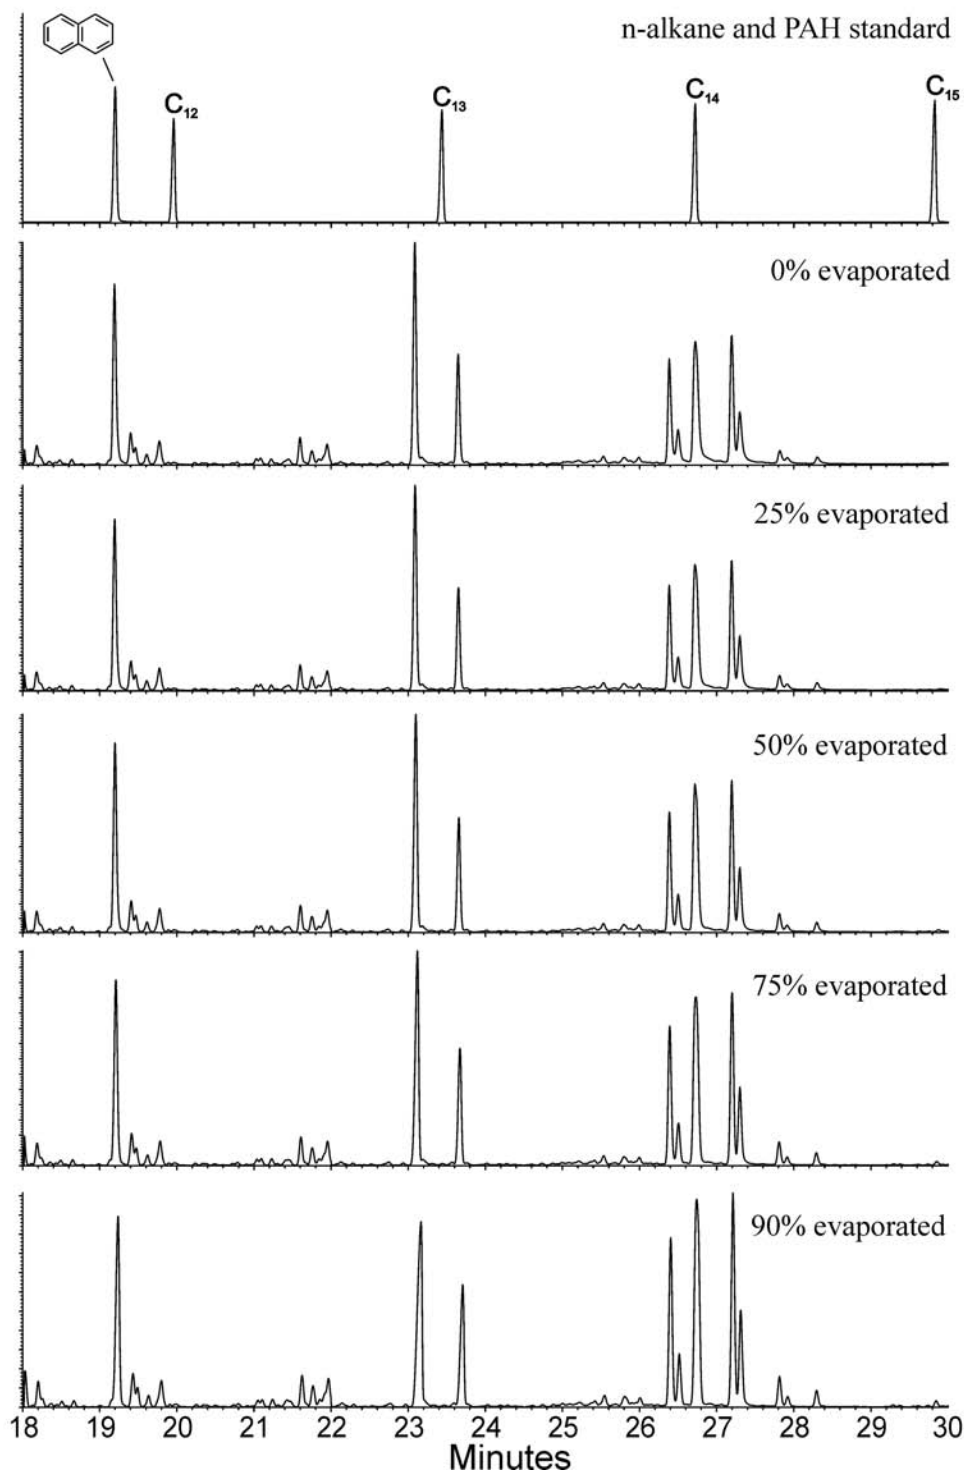 n-alkane and PAH standard
C₁₂
C₁₃
C₁₄
C₁₅
0% evaporated
25% evaporated
50% evaporated
75% evaporated
90% evaporated
18 19 20 21 22 23 24 25 26 27 28 29 30
Minutes